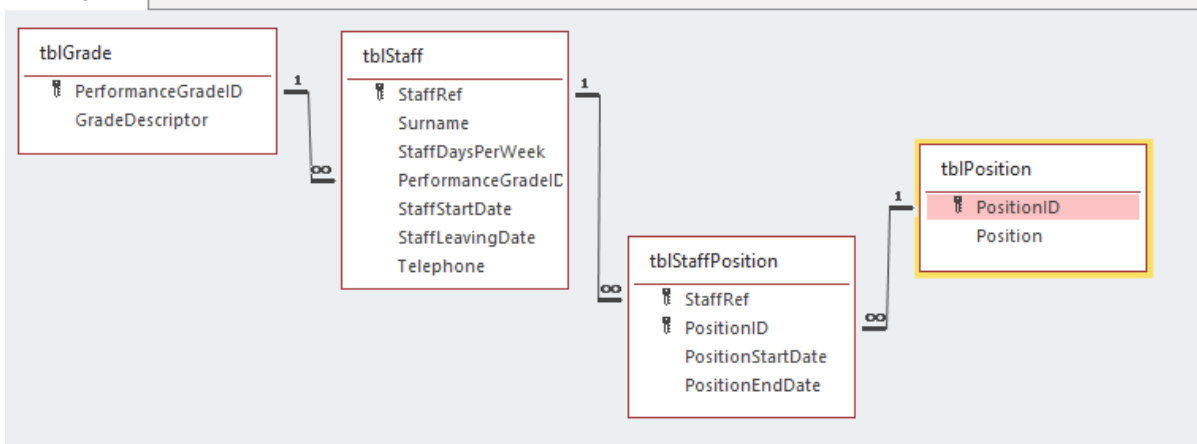 tblGrade
PerformanceGradeID
GradeDescriptor
1
∞
tblStaff
StaffRef
Surname
StaffDaysPerWeek
PerformanceGradeID
StaffStartDate
StaffLeavingDate
Telephone
1
∞
tblStaffPosition
StaffRef
PositionID
PositionStartDate
PositionEndDate
∞
1
tblPosition
PositionID
Position